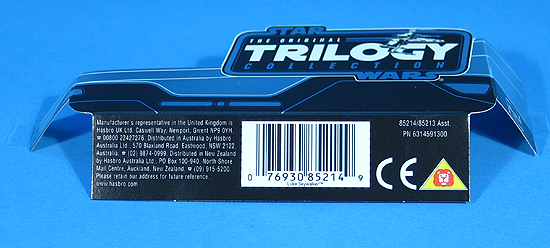 STAR
THE ORIGINAL
TRILOGY
COLLECTION
WARS
Manufacturer's representative in the United Kingdom is
Hasbro UK Ltd. Caswell Way, Newport, Gwent NP9 0YH.
☎ 00800 22427276. Distributed in Australia by Hasbro
Australia Ltd., 570 Blaxland Road, Eastwood, NSW 2122,
Australia. ☎ (02) 9874-0999. Distributed in New Zealand
by Hasbro Australia Ltd., PO Box 100-940, North Shore
Mail Centre, Auckland, New Zealand. ☎ (09) 915-5200.
Please retain our address for future reference.
www.hasbro.com
0 76930 85214 9
Luke Skywalker™
85214/85213 Asst.
PN 6314591300
CE